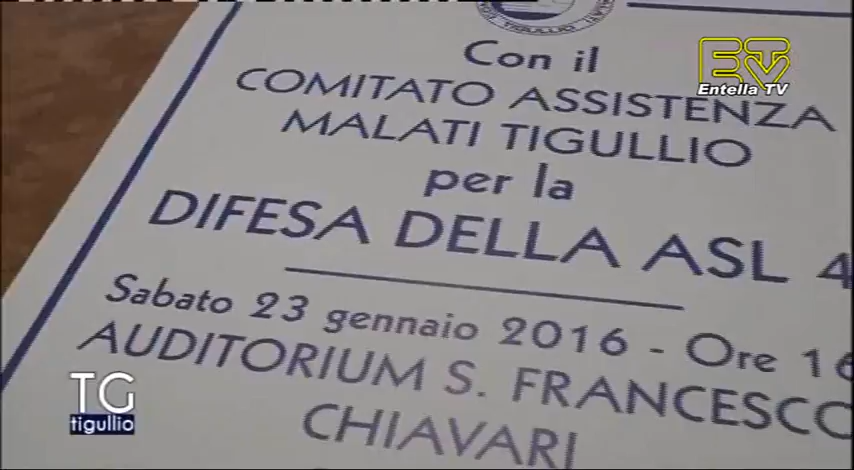 Con il
COMITATO ASSISTENZA
MALATI TIGULLIO
per la
DIFESA DELLA ASL 4
Sabato 23 gennaio 2016 - Ore 16
AUDITORIUM S. FRANCESCO
CHIAVARI
ETV
Entella TV
TG
tigullio